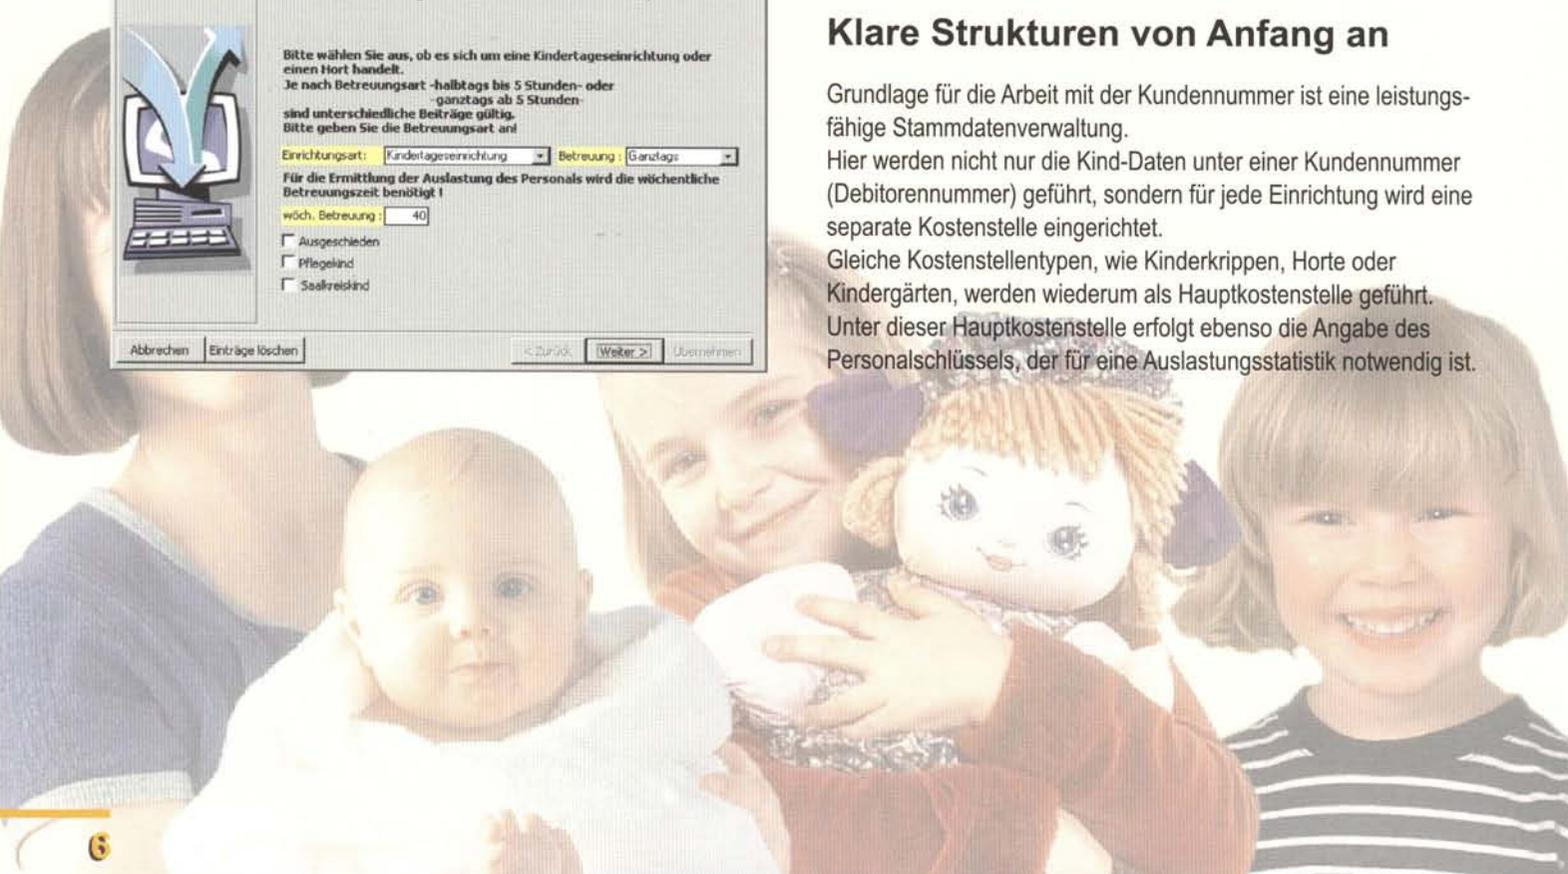 Bitte wählen Sie aus, ob es sich um eine Kindertageseinrichtung oder
einen Hort handelt.
Je nach Betreuungsart -halbtags bis 5 Stunden- oder
-ganztags ab 5 Stunden-
sind unterschiedliche Beiträge gültig.
Bitte geben Sie die Betreuungsart an!
Einrichtungsart: Kindertageseinrichtung Betreuung : Ganztags
Für die Ermittlung der Auslastung des Personals wird die wöchentliche
Betreuungszeit benötigt !
wöch. Betreuung : 40
Ausgeschieden
Pflegekind
Saalkreiskind
Abbrechen Einträge löschen < Zurück Weiter > Übernehmen
Klare Strukturen von Anfang an
Grundlage für die Arbeit mit der Kundennummer ist eine leistungs-
fähige Stammdatenverwaltung.
Hier werden nicht nur die Kind-Daten unter einer Kundennummer
(Debitorennummer) geführt, sondern für jede Einrichtung wird eine
separate Kostenstelle eingerichtet.
Gleiche Kostenstellentypen, wie Kinderkrippen, Horte oder
Kindergärten, werden wiederum als Hauptkostenstelle geführt.
Unter dieser Hauptkostenstelle erfolgt ebenso die Angabe des
Personalschlüssels, der für eine Auslastungsstatistik notwendig ist.
6